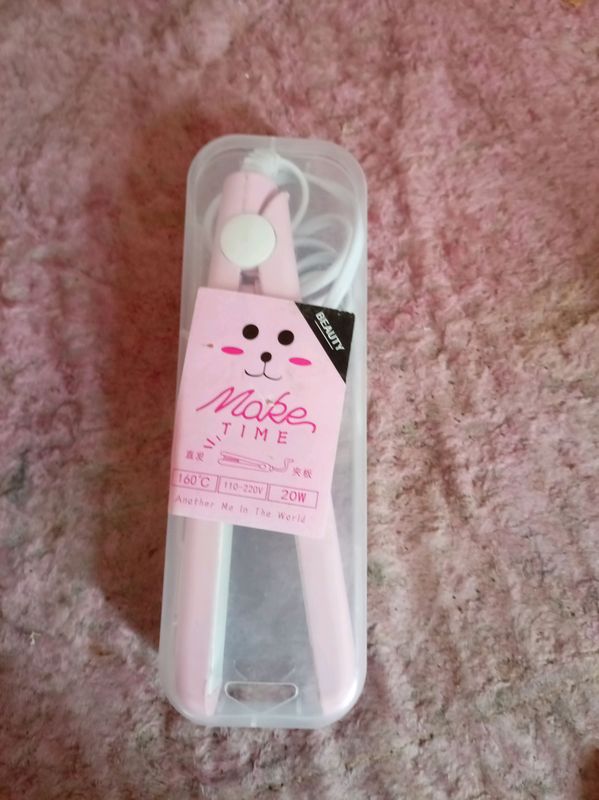 BEAUTY
Make
TIME
直发
夹板
160℃ 110-220V 20W
Another Me In The World